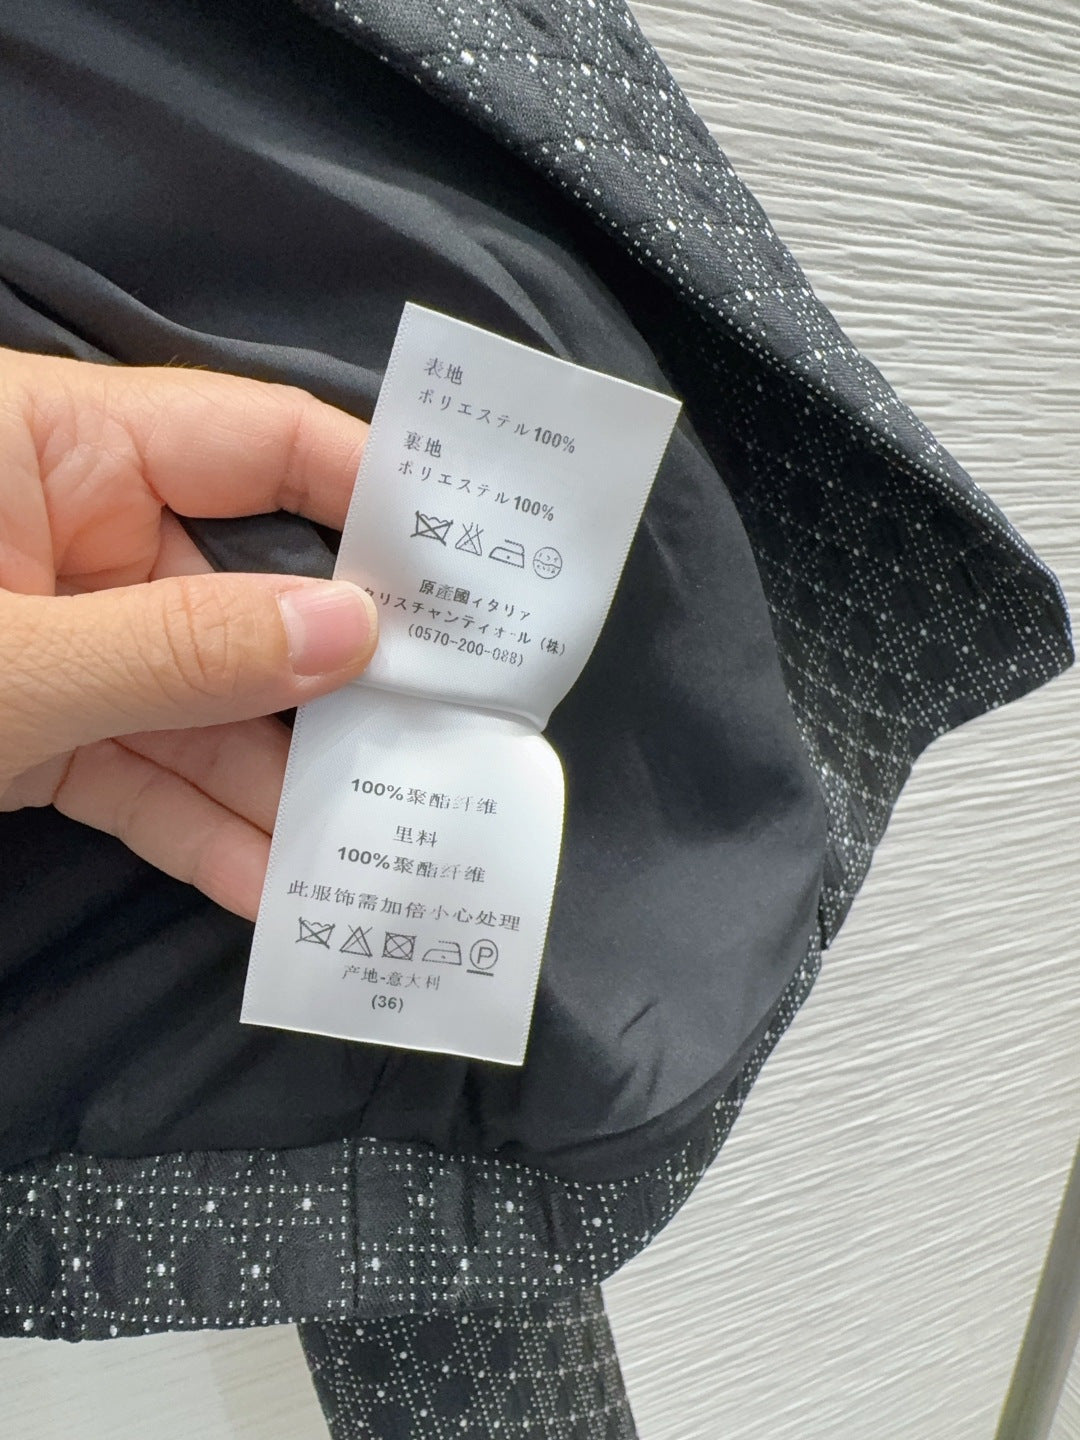 表地
ポリエステル100%
裏地
ポリエステル100%
原産國イタリア
タリスチャンディオール（株）
(0570-200-088)
100%聚酯纤维
里料
100%聚酯纤维
此服饰需加倍小心处理
P
产地-意大利
(36)